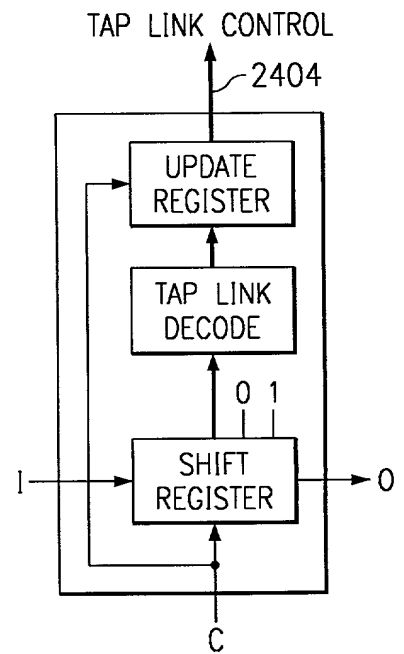 TAP LINK CONTROL
2404
UPDATE
REGISTER
TAP LINK
DECODE
0 1
I
SHIFT
REGISTER
O
C